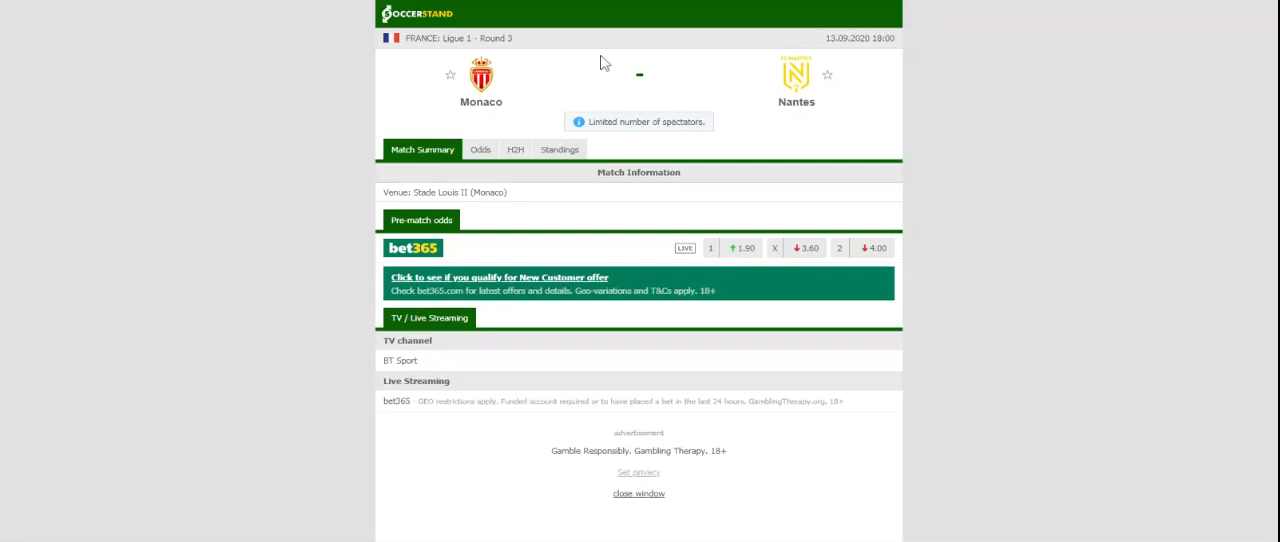 SOCCERSTAND
FRANCE: Ligue 1 - Round 3 13.09.2020 18:00
-
FC NANTES
Monaco Nantes
Limited number of spectators.
Match Summary Odds H2H Standings
Match Information
Venue: Stade Louis II (Monaco)
Pre-match odds
bet365 LIVE 1 1.90 X 3.60 2 4.00
Click to see if you qualify for New Customer offer
Check bet365.com for latest offers and details. Geo-variations and T&Cs apply. 18+
TV / Live Streaming
TV channel
BT Sport
Live Streaming
bet365 - GEO restrictions apply. Funded account required or to have placed a bet in the last 24 hours. GamblingTherapy.org. 18+
advertisement
Gamble Responsibly. Gambling Therapy. 18+
Set privacy
close window